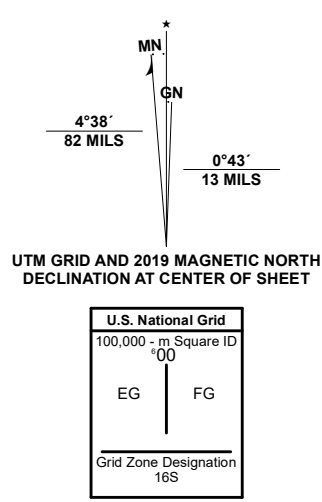 ★
MN
GN
4°38´
82 MILS
0°43´
13 MILS
UTM GRID AND 2019 MAGNETIC NORTH
DECLINATION AT CENTER OF SHEET
U.S. National Grid
100,000 - m Square ID
⁶00
EG FG
Grid Zone Designation
16S